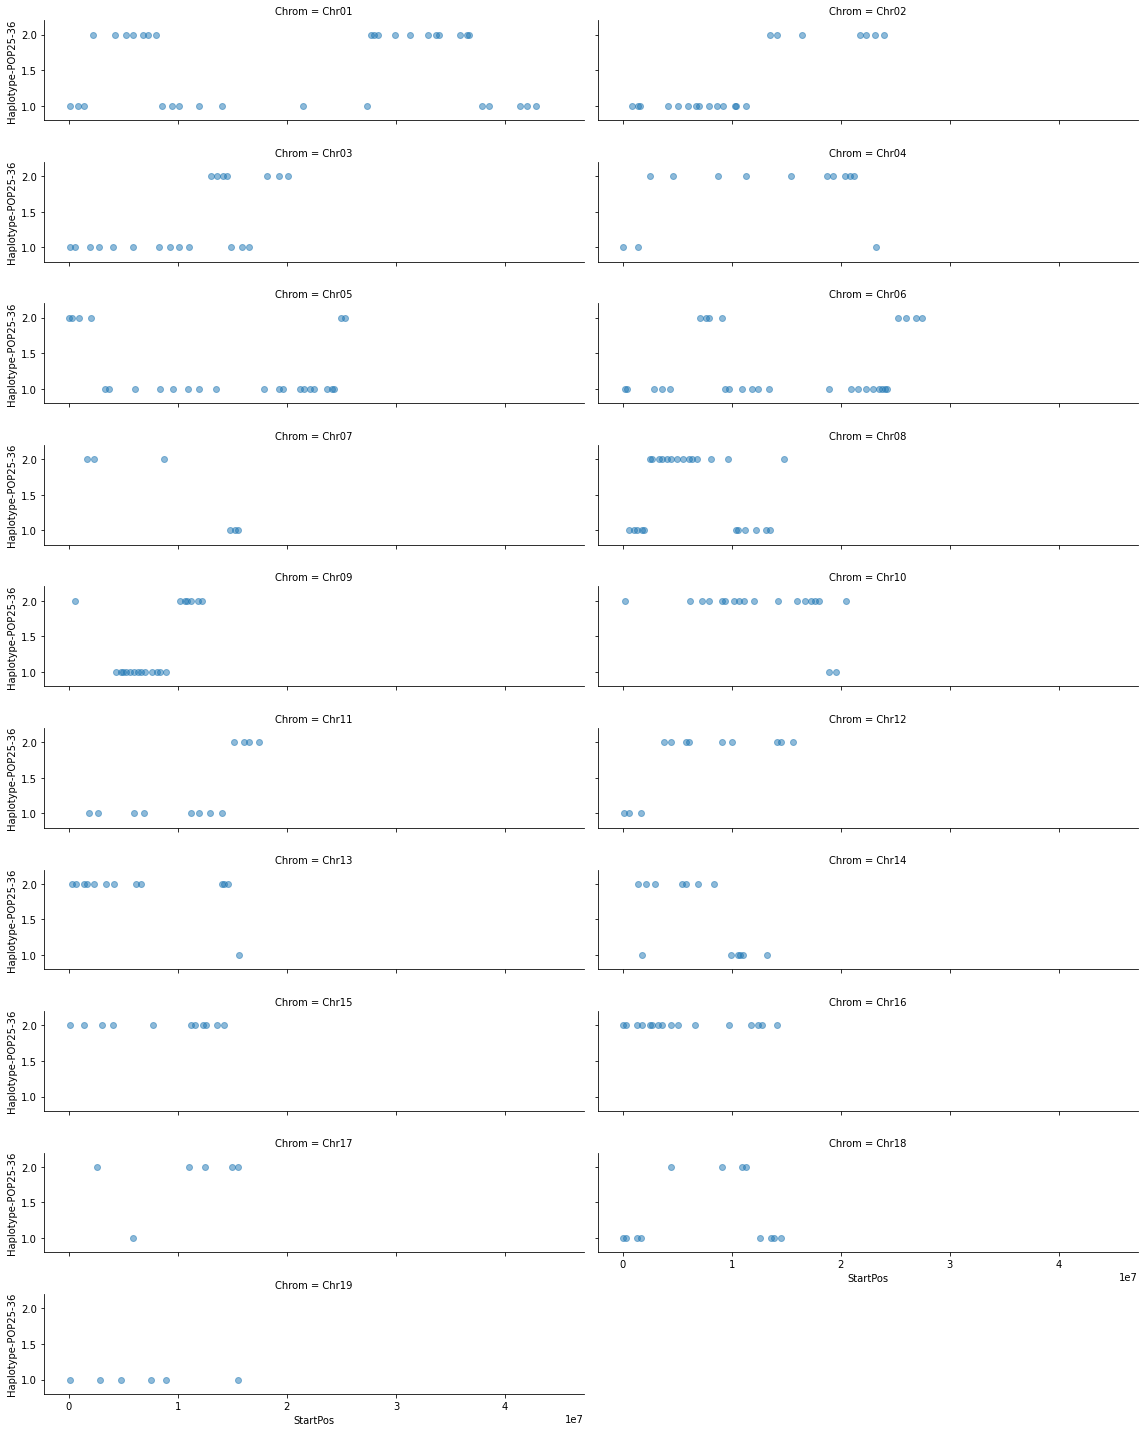 Chrom = Chr01
Chrom = Chr02
Haplotype-POP25-36
2.0
1.5
1.0
Chrom = Chr03
Chrom = Chr04
Haplotype-POP25-36
2.0
1.5
1.0
Chrom = Chr05
Chrom = Chr06
Haplotype-POP25-36
2.0
1.5
1.0
Chrom = Chr07
Chrom = Chr08
Haplotype-POP25-36
2.0
1.5
1.0
Chrom = Chr09
Chrom = Chr10
Haplotype-POP25-36
2.0
1.5
1.0
Chrom = Chr11
Chrom = Chr12
Haplotype-POP25-36
2.0
1.5
1.0
Chrom = Chr13
Chrom = Chr14
Haplotype-POP25-36
2.0
1.5
1.0
Chrom = Chr15
Chrom = Chr16
Haplotype-POP25-36
2.0
1.5
1.0
Chrom = Chr17
Chrom = Chr18
Haplotype-POP25-36
2.0
1.5
1.0
0 1 2 3 4
StartPos
1e7
Chrom = Chr19
Haplotype-POP25-36
2.0
1.5
1.0
0 1 2 3 4
StartPos
1e7